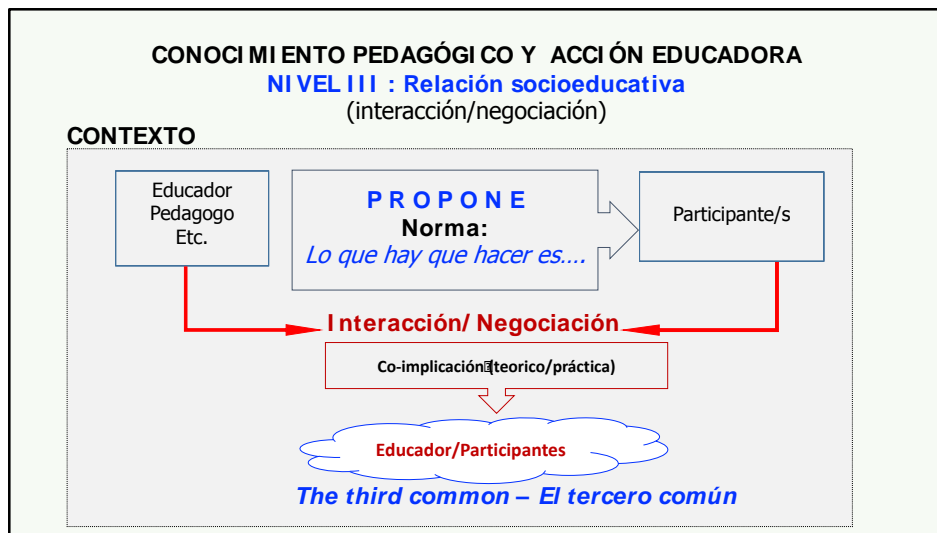 CONOCIMIENTO PEDAGÓGICO Y ACCIÓN EDUCADORA
NIVEL III : Relación socioeducativa
(interacción/negociación)
CONTEXTO
Educador
Pedagogo
Etc.
PROPONE
Norma:
Lo que hay que hacer es....
Participante/s
Interacción/ Negociación
Co-implicación (teorico/práctica)
Educador/Participantes
The third common – El tercero común